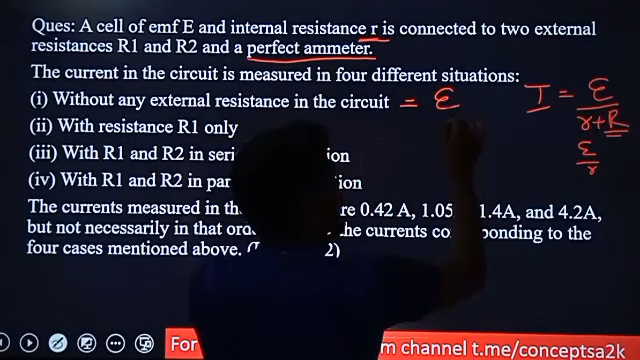 Ques: A cell of emf E and internal resistance r is connected to two external
resistances R1 and R2 and a perfect ammeter.
The current in the circuit is measured in four different situations:
(i) Without any external resistance in the circuit = ε
I = ε / r+R
(ii) With resistance R1 only
ε / r
(iii) With R1 and R2 in seri ion
(iv) With R1 and R2 in par ion
The currents measured in th re 0.42 A, 1.05 1.4A, and 4.2A,
but not necessarily in that ord the currents co ponding to the
four cases mentioned above. 2)
For m channel t.me/conceptsa2k